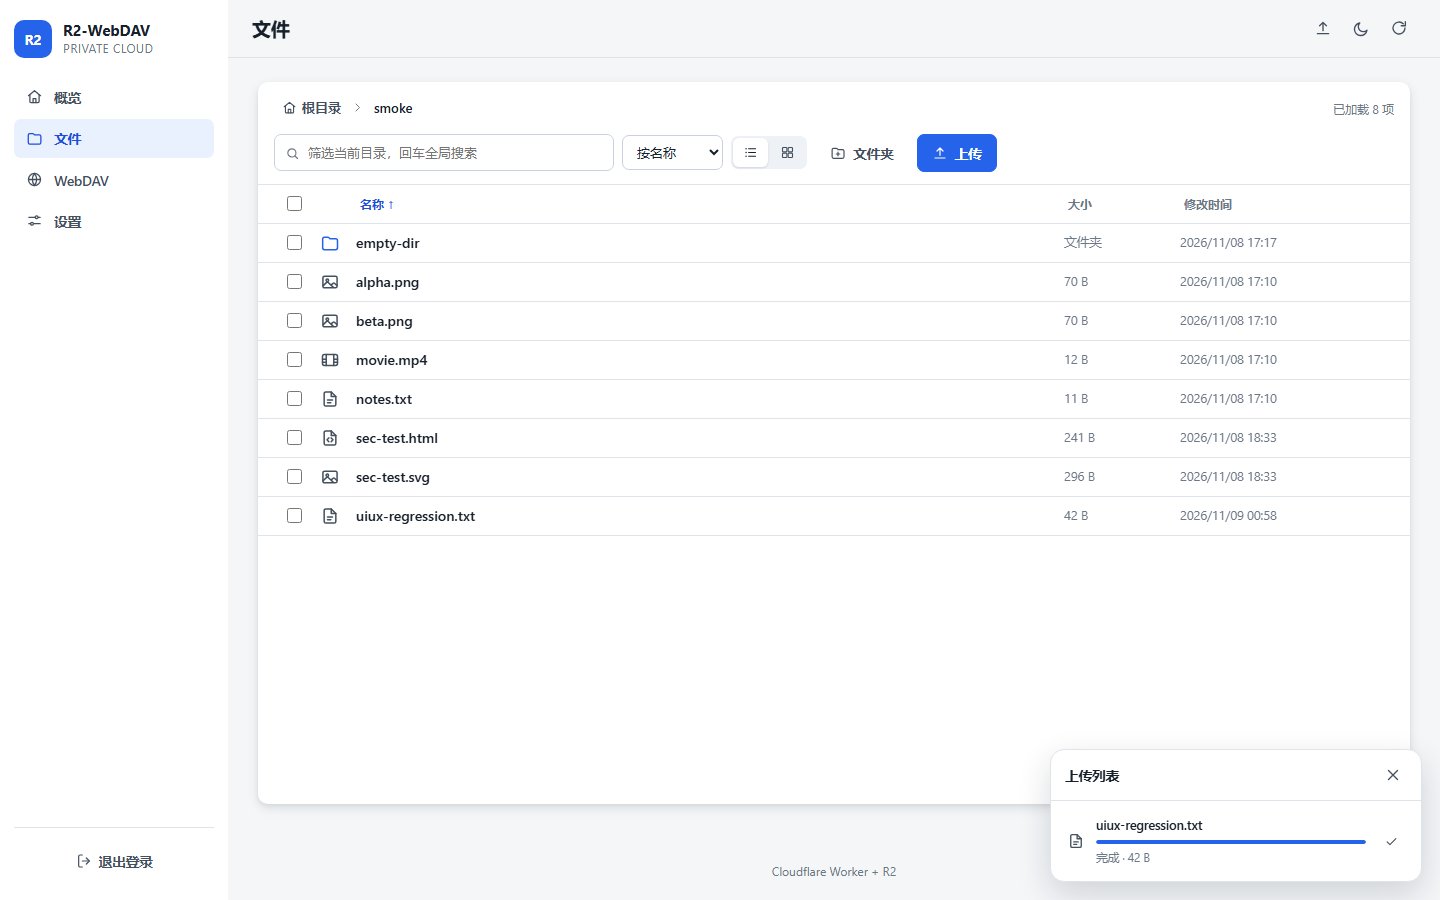 R2
R2-WebDAV
PRIVATE CLOUD
概览
文件
WebDAV
设置
退出登录
文件
根目录 > smoke
已加载 8 项
筛选当前目录，回车全局搜索
按名称
文件夹
上传
名称 ↑ 大小 修改时间
empty-dir 文件夹 2026/11/08 17:17
alpha.png 70 B 2026/11/08 17:10
beta.png 70 B 2026/11/08 17:10
movie.mp4 12 B 2026/11/08 17:10
notes.txt 11 B 2026/11/08 17:10
sec-test.html 241 B 2026/11/08 18:33
sec-test.svg 296 B 2026/11/08 18:33
uiux-regression.txt 42 B 2026/11/09 00:58
上传列表
uiux-regression.txt
完成 · 42 B
Cloudflare Worker + R2